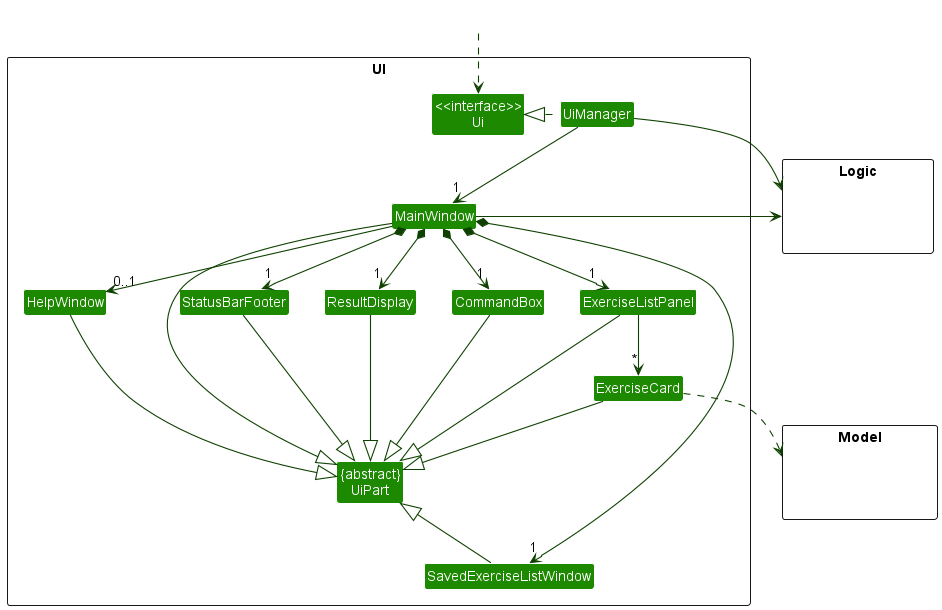 UI
<<interface>>
Ui
UiManager
Logic
1
MainWindow
0..1
1
1
1
1
HelpWindow
StatusBarFooter
ResultDisplay
CommandBox
ExerciseListPanel
*
ExerciseCard
Model
{abstract}
UiPart
1
SavedExerciseListWindow